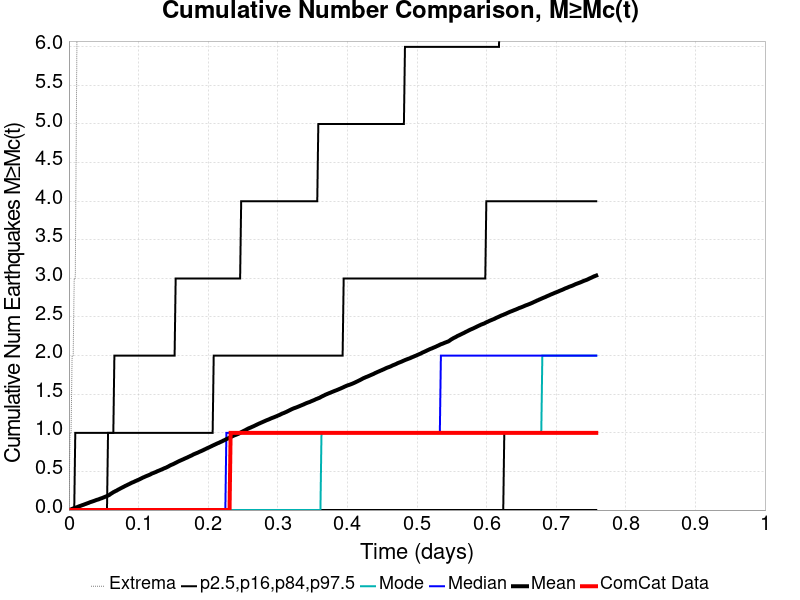 Cumulative Number Comparison, M≥Mc(t)
Cumulative Num Earthquakes M≥Mc(t)
6.0
5.5
5.0
4.5
4.0
3.5
3.0
2.5
2.0
1.5
1.0
0.5
0.0
0 0.1 0.2 0.3 0.4 0.5 0.6 0.7 0.8 0.9 1
Time (days)
Extrema p2.5,p16,p84,p97.5 Mode Median Mean ComCat Data